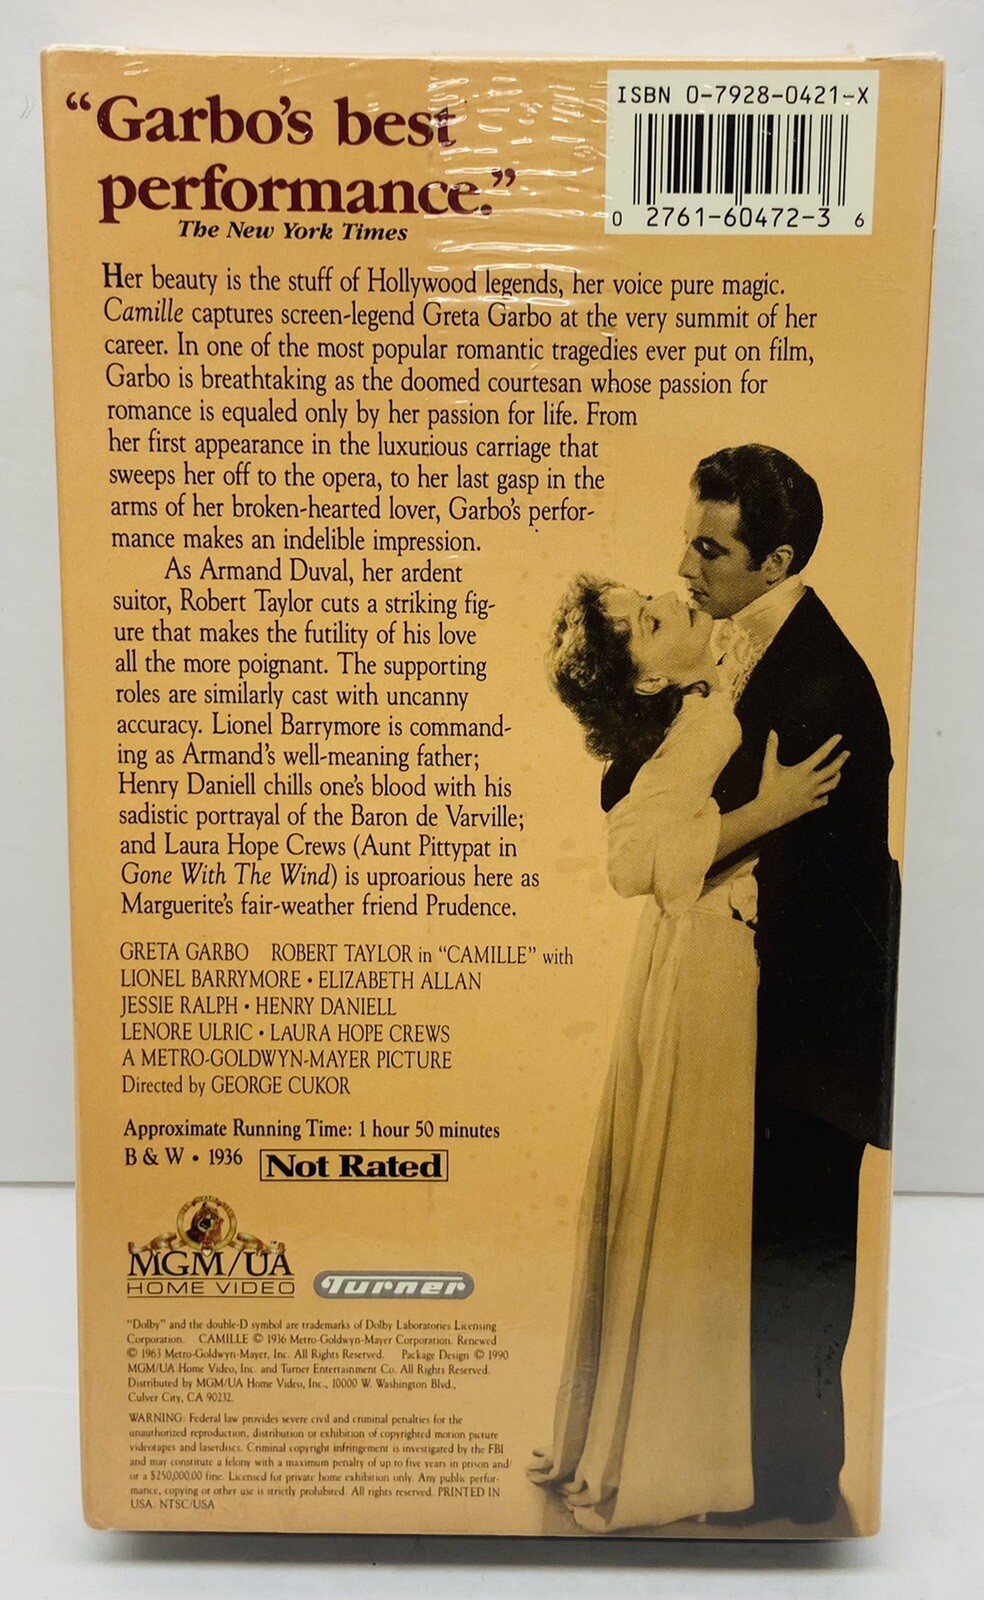 “Garbo's best
performance.”
The New York Times
ISBN 0-7928-0421-X
0 2761-60472-3 6
Her beauty is the stuff of Hollywood legends, her voice pure magic.
Camille captures screen-legend Greta Garbo at the very summit of her
career. In one of the most popular romantic tragedies ever put on film,
Garbo is breathtaking as the doomed courtesan whose passion for
romance is equaled only by her passion for life. From
her first appearance in the luxurious carriage that
sweeps her off to the opera, to her last gasp in the
arms of her broken-hearted lover, Garbo's perfor-
mance makes an indelible impression.
As Armand Duval, her ardent
suitor, Robert Taylor cuts a striking fig-
ure that makes the futility of his love
all the more poignant. The supporting
roles are similarly cast with uncanny
accuracy. Lionel Barrymore is command-
ing as Armand's well-meaning father;
Henry Daniell chills one's blood with his
sadistic portrayal of the Baron de Varville;
and Laura Hope Crews (Aunt Pittypat in
Gone With The Wind) is uproarious here as
Marguerite's fair-weather friend Prudence.
GRETA GARBO ROBERT TAYLOR in “CAMILLE” with
LIONEL BARRYMORE • ELIZABETH ALLAN
JESSIE RALPH • HENRY DANIELL
LENORE ULRIC • LAURA HOPE CREWS
A METRO-GOLDWYN-MAYER PICTURE
Directed by GEORGE CUKOR
Approximate Running Time: 1 hour 50 minutes
B & W • 1936 Not Rated
MGM/UA
HOME VIDEO
Turner
“Dolby” and the double-D symbol are trademarks of Dolby Laboratories Licensing
Corporation. CAMILLE © 1936 Metro-Goldwyn-Mayer Corporation. Renewed
© 1963 Metro-Goldwyn-Mayer, Inc. All Rights Reserved. Package Design © 1990
MGM/UA Home Video, Inc. and Turner Entertainment Co. All Rights Reserved.
Distributed by MGM/UA Home Video, Inc., 10000 W. Washington Blvd.,
Culver City, CA 90232.
WARNING: Federal law provides severe civil and criminal penalties for the
unauthorized reproduction, distribution or exhibition of copyrighted motion picture
videotapes and laserdiscs. Criminal copyright infringement is investigated by the FBI
and may constitute a felony with a maximum penalty of up to five years in prison and/
or a $250,000.00 fine. Licensed for private home exhibition only. Any public perfor-
mance, copying or other use is strictly prohibited. All rights reserved. PRINTED IN
USA. NTSC/USA